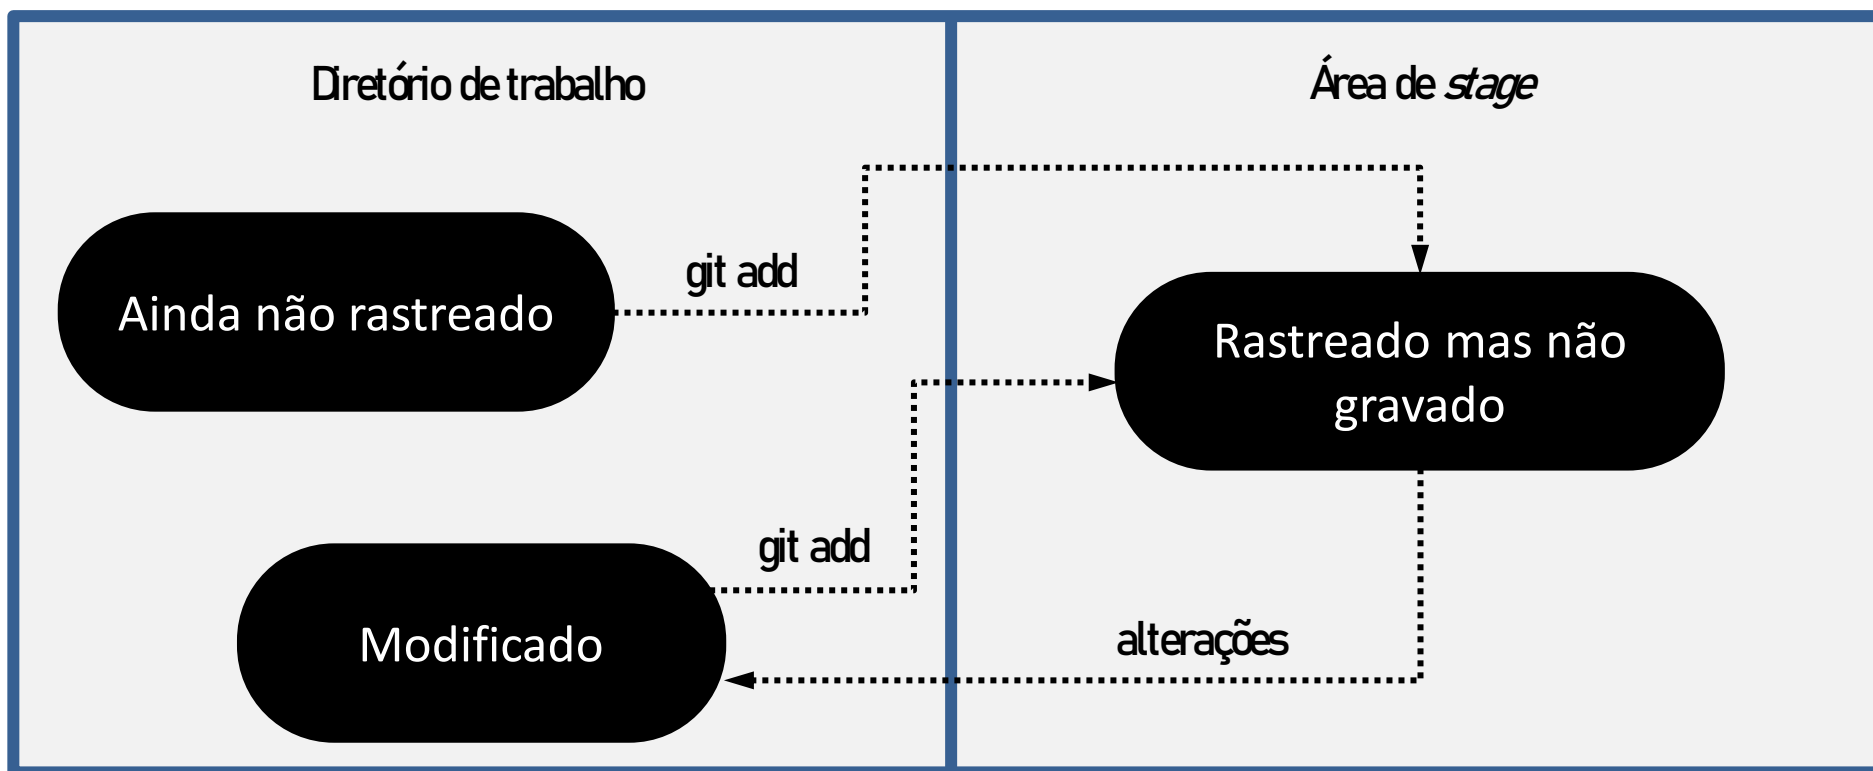 Diretório de trabalho
Área de stage
git add
Ainda não rastreado
Rastreado mas não
gravado
git add
Modificado
alterações